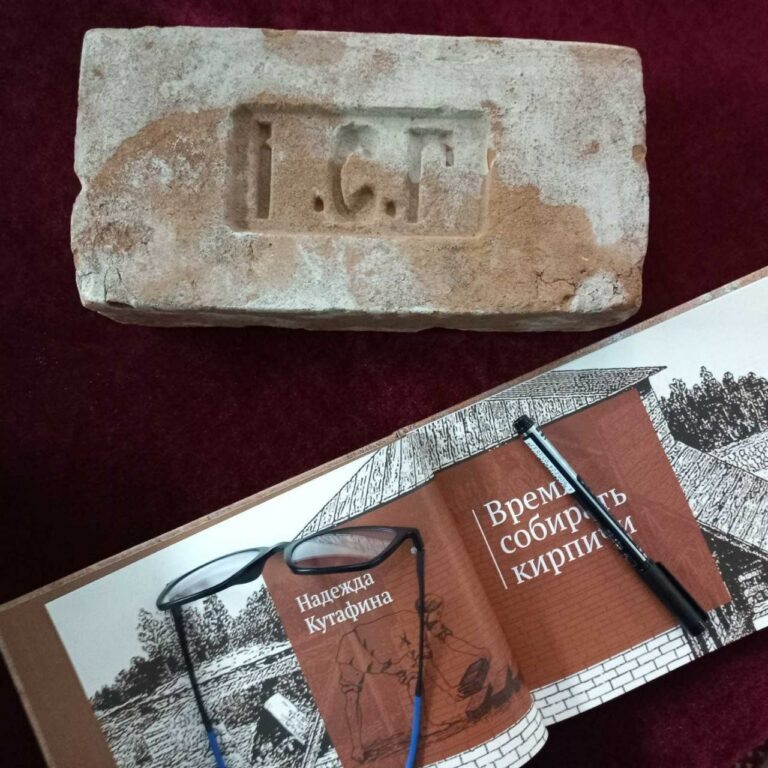 І.С.Г
Надежда
Кутафина
Время
собирать
кирпичи